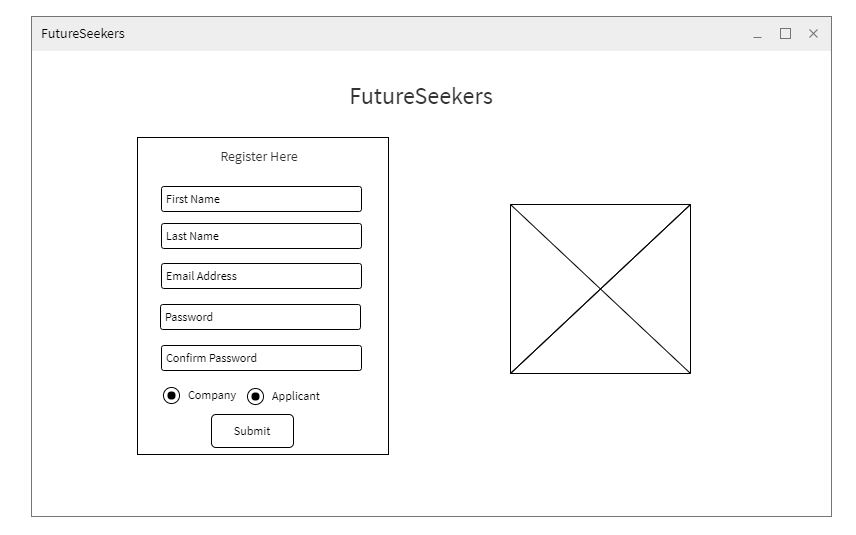 FutureSeekers
FutureSeekers
Register Here
First Name
Last Name
Email Address
Password
Confirm Password
Company Applicant
Submit